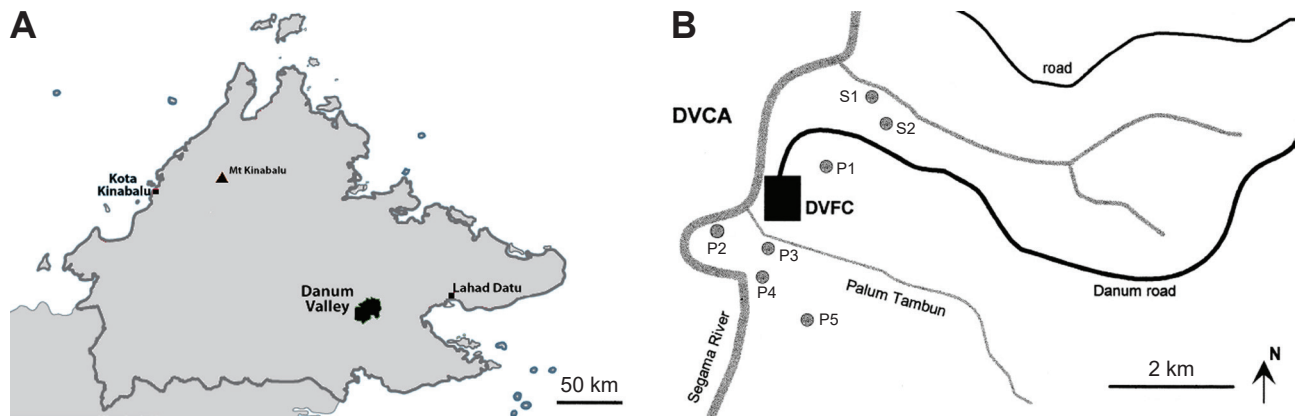 A
Kota
Kinabalu
Mt Kinabalu
Danum
Valley
Lahad Datu
50 km
B
road
S1
DVCA
S2
P1
DVFC
P2
P3
P4
Palum Tambun
Danum road
P5
Segama River
2 km
N